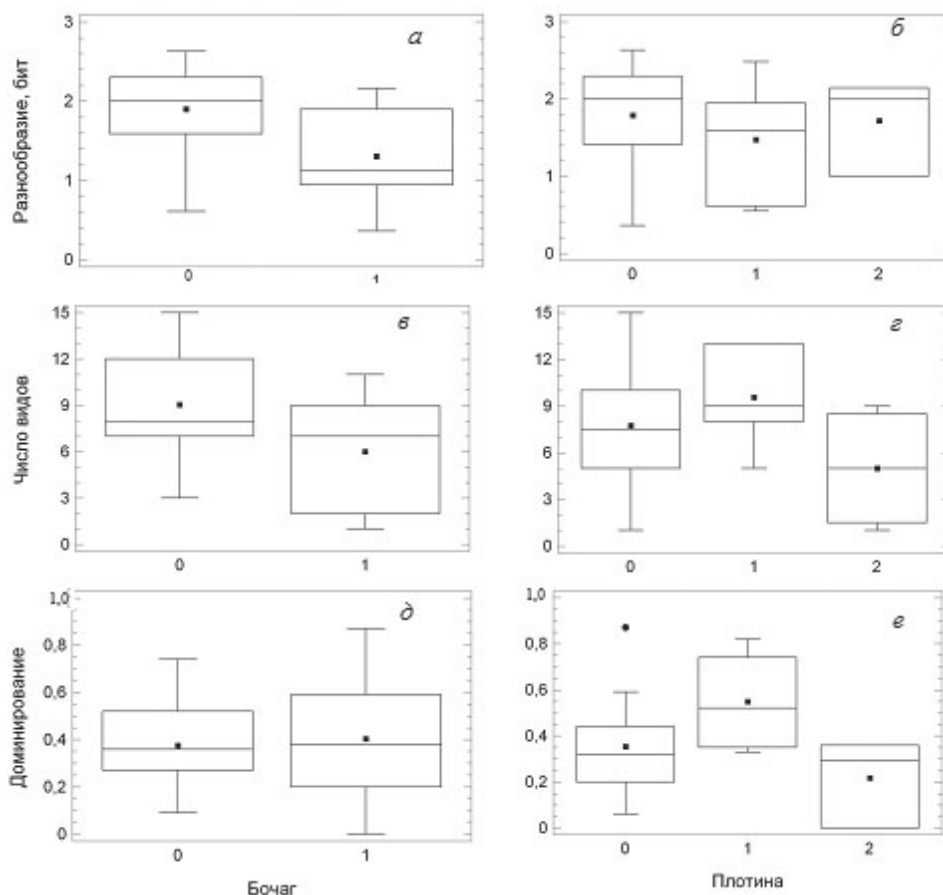 Разнообразие, бит
3
2
1
0
а
0 1
3
2
1
0
б
0 1 2
Число видов
15
12
9
6
3
0
в
0 1
15
12
9
6
3
0
г
0 1 2
Доминирование
1,0
0,8
0,6
0,4
0,2
0
д
0 1
Бочаг
1,0
0,8
0,6
0,4
0,2
0
е
0 1 2
Плотина